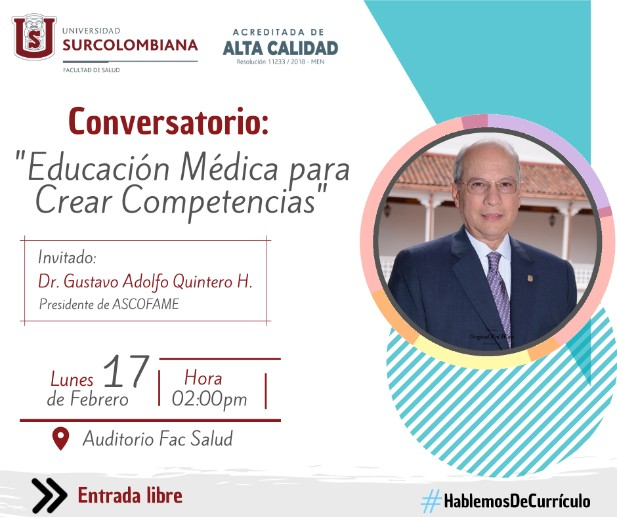 UNIVERSIDAD
SURCOLOMBIANA
FACULTAD DE SALUD
ACREDITADA DE
ALTA CALIDAD
Resolución 11233 / 2018 - MEN
Conversatorio:
"Educación Médica para
Crear Competencias"
Invitado:
Dr. Gustavo Adolfo Quintero H.
Presidente de ASCOFAME
Lunes 17
de Febrero
Hora
02:00pm
Auditorio Fac Salud
Entrada libre
#HablemosDeCurrículo